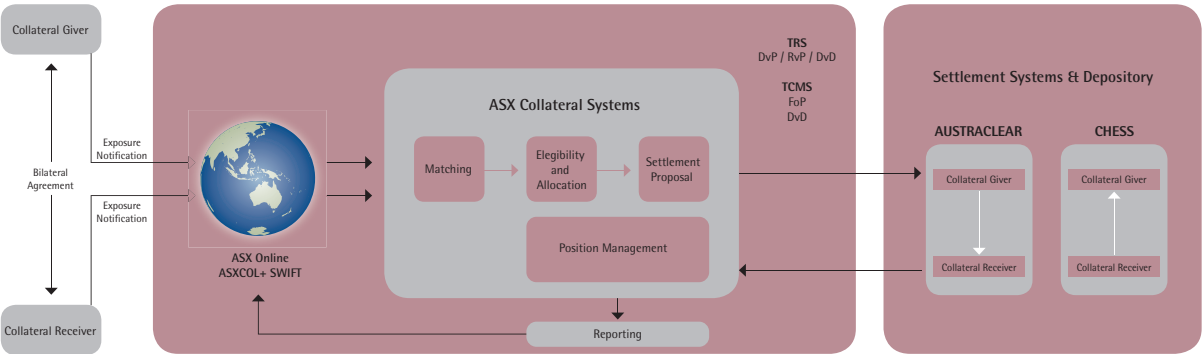 Collateral Giver
Bilateral
Agreement
Collateral Receiver
Exposure
Notification
Exposure
Notification
ASX Online
ASXCOL+ SWIFT
ASX Collateral Systems
Matching
Elegibility
and
Allocation
Settlement
Proposal
Position Management
Reporting
TRS
DvP / RvP / DvD
TCMS
FoP
DvD
Settlement Systems & Depository
AUSTRACLEAR
Collateral Giver
Collateral Receiver
CHESS
Collateral Giver
Collateral Receiver